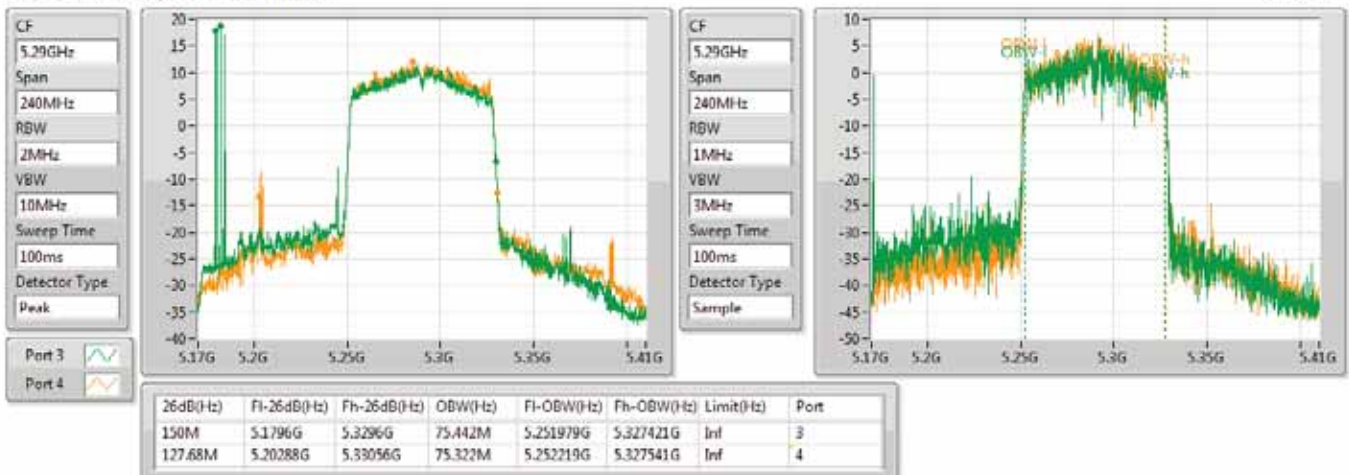 CF
5.29GHz
Span
240MHz
RBW
2MHz
VBW
10MHz
Sweep Time
100ms
Detector Type
Peak
Port 3
Port 4
20
15
10
5
0
-5
-10
-15
-20
-25
-30
-35
-40
5.17G 5.2G 5.25G 5.3G 5.35G 5.41G
CF
5.29GHz
Span
240MHz
RBW
1MHz
VBW
3MHz
Sweep Time
100ms
Detector Type
Sample
10
5
0
-5
-10
-15
-20
-25
-30
-35
-40
-45
-50
5.17G 5.2G 5.25G 5.3G 5.35G 5.41G
26dB(Hz) Fl-26dB(Hz) Fh-26dB(Hz) OBW(Hz) Fl-OBW(Hz) Fh-OBW(Hz) Limit(Hz) Port
150M 5.1796G 5.3296G 75.442M 5.251979G 5.327421G Inf 3
127.68M 5.20288G 5.33056G 75.322M 5.252219G 5.327541G Inf 4